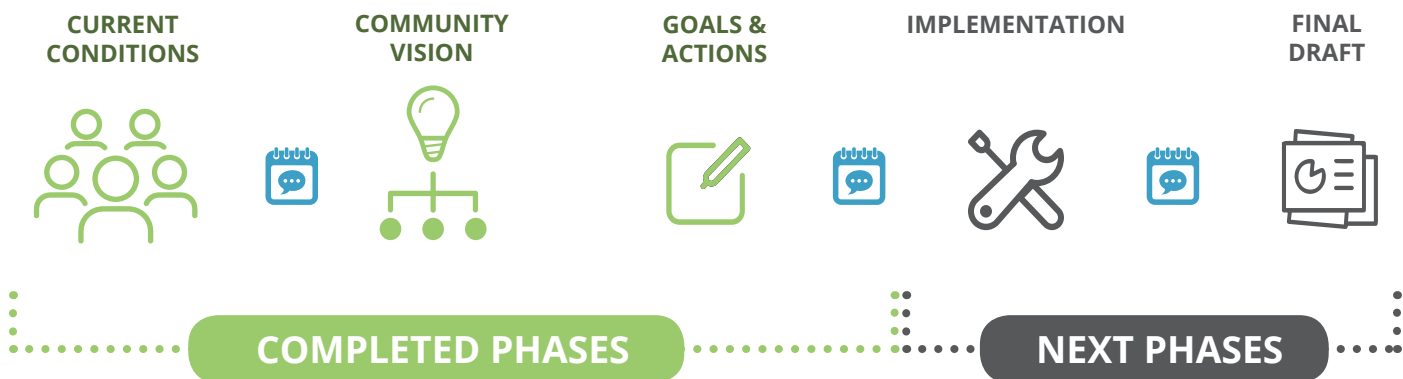 CURRENT
CONDITIONS
COMMUNITY
VISION
GOALS &
ACTIONS
IMPLEMENTATION
FINAL
DRAFT
COMPLETED PHASES
NEXT PHASES